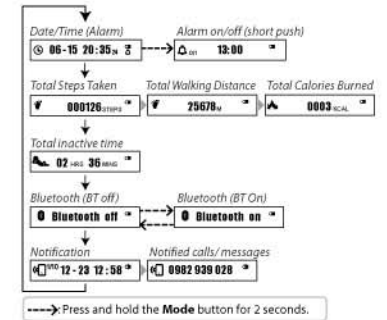 Date/Time (Alarm) Alarm on/off (short push)
06-15 20:35 ON 13:00
Total Steps Taken Total Walking Distance Total Calories Burned
000126 STEPS 25678 M 0003 KCAL
Total inactive time
02 HRS 36 MINS
Bluetooth (BT off) Bluetooth (BT On)
Bluetooth off Bluetooth on
Notification Notified calls/messages
12-23 12:58 0982 939 028
Press and hold the Mode button for 2 seconds.